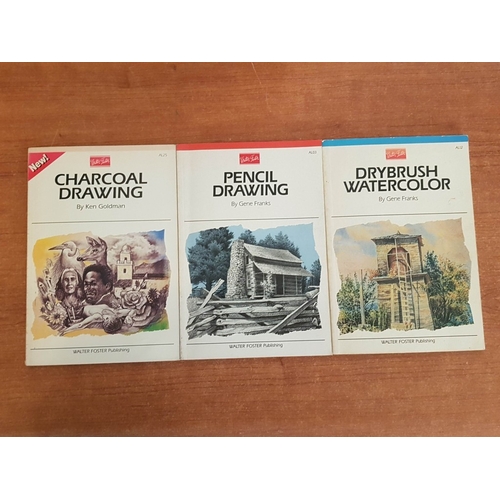 New!
CHARCOAL
DRAWING
By Ken Goldman
WALTER FOSTER Publishing
PENCIL
DRAWING
By Gene Franks
WALTER FOSTER Publishing
DRYBRUSH
WATERCOLOR
By Gene Franks
WALTER FOSTER Publishing